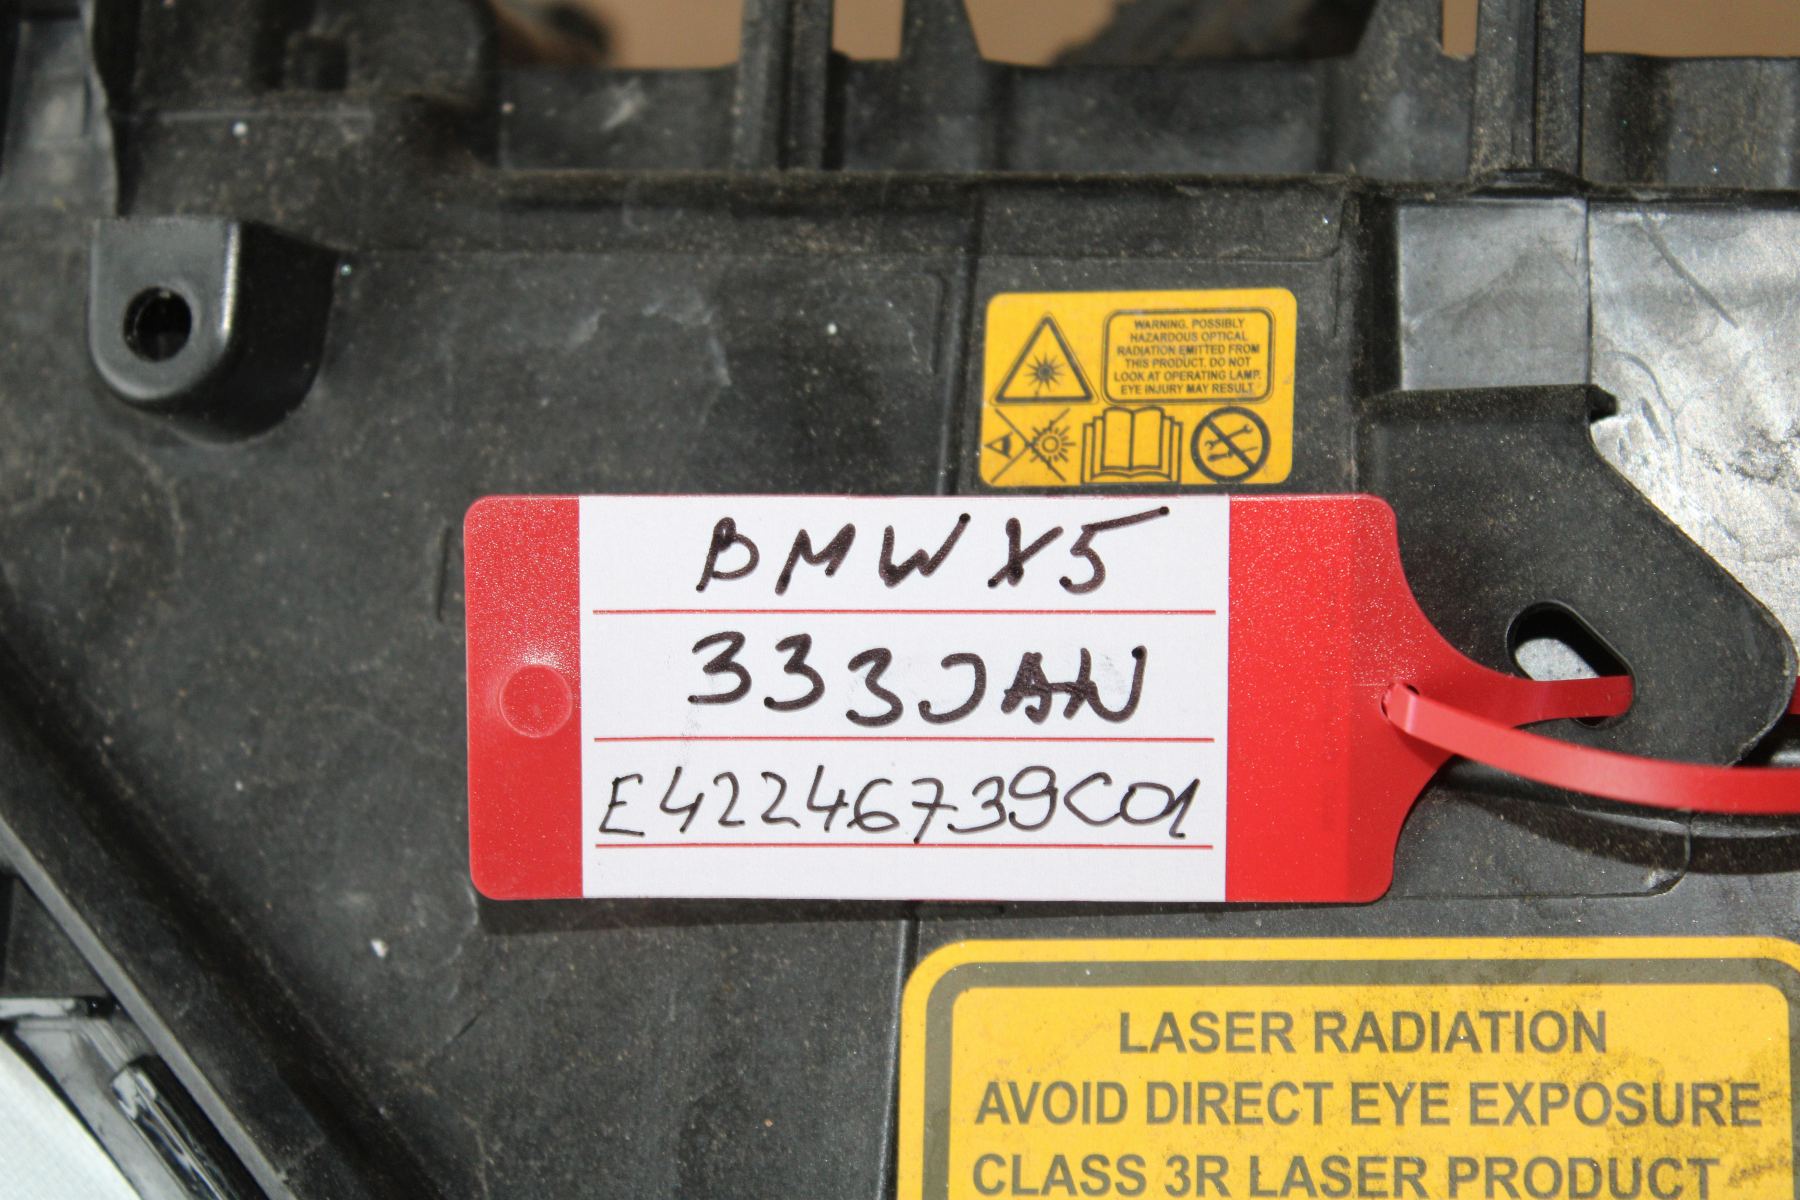 WARNING. POSSIBLY
HAZARDOUS OPTICAL
RADIATION EMITTED FROM
THIS PRODUCT. DO NOT
LOOK AT OPERATING LAMP.
EYE INJURY MAY RESULT.
BMW X5
333JAN
E42246739C01
LASER RADIATION
AVOID DIRECT EYE EXPOSURE
CLASS 3R LASER PRODUCT